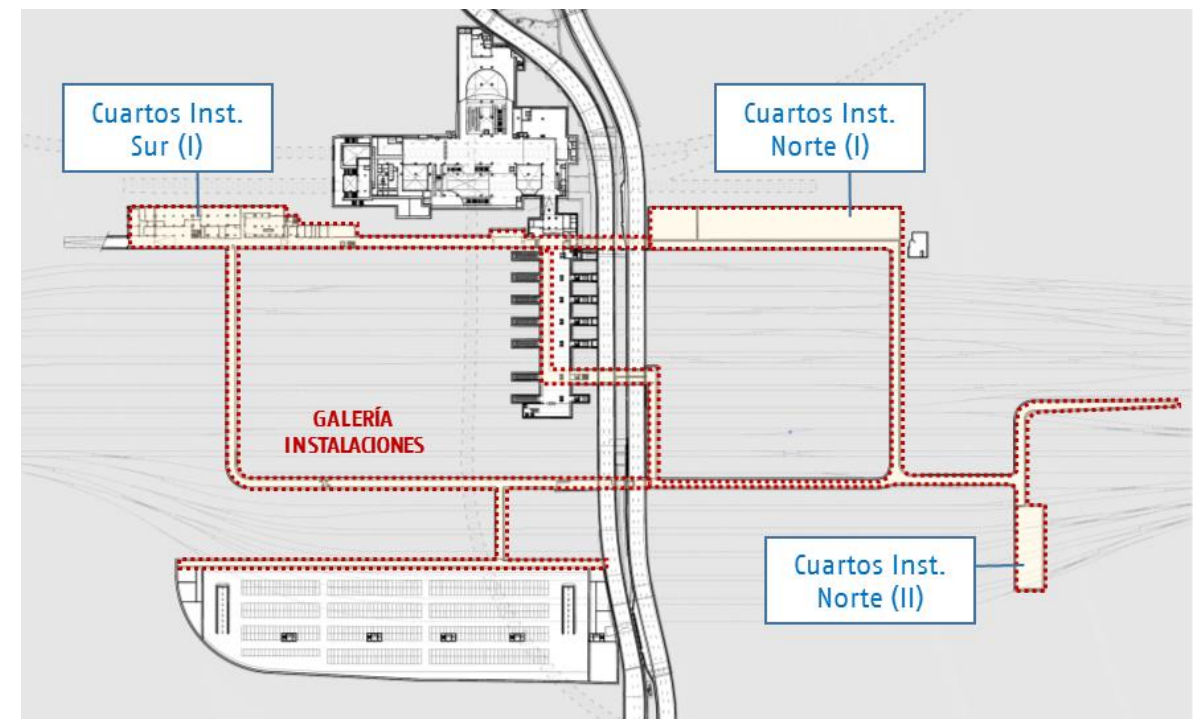 Cuartos Inst.
Sur (I)
Cuartos Inst.
Norte (I)
GALERÍA
INSTALACIONES
Cuartos Inst.
Norte (II)